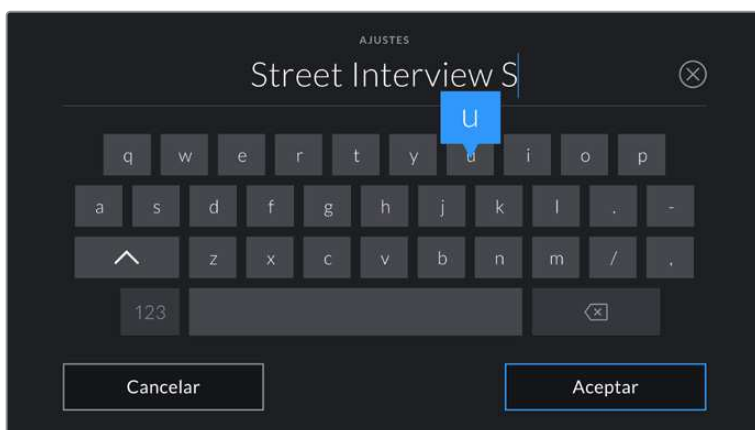 AJUSTES
Street Interview S
u
q w e r t y u i o p
a s d f g h j k l . -
z x c v b n m / ,
123
Cancelar Aceptar